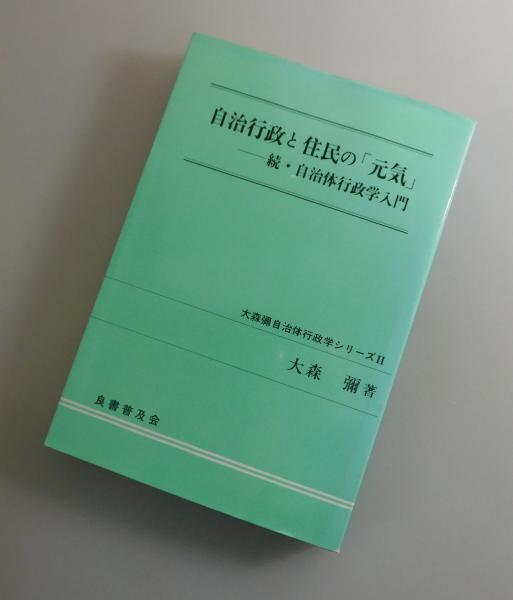 自治行政と住民の「元気」
──続・自治体行政学入門
大森彌自治体行政学シリーズII
大森 彌 著
良書普及会